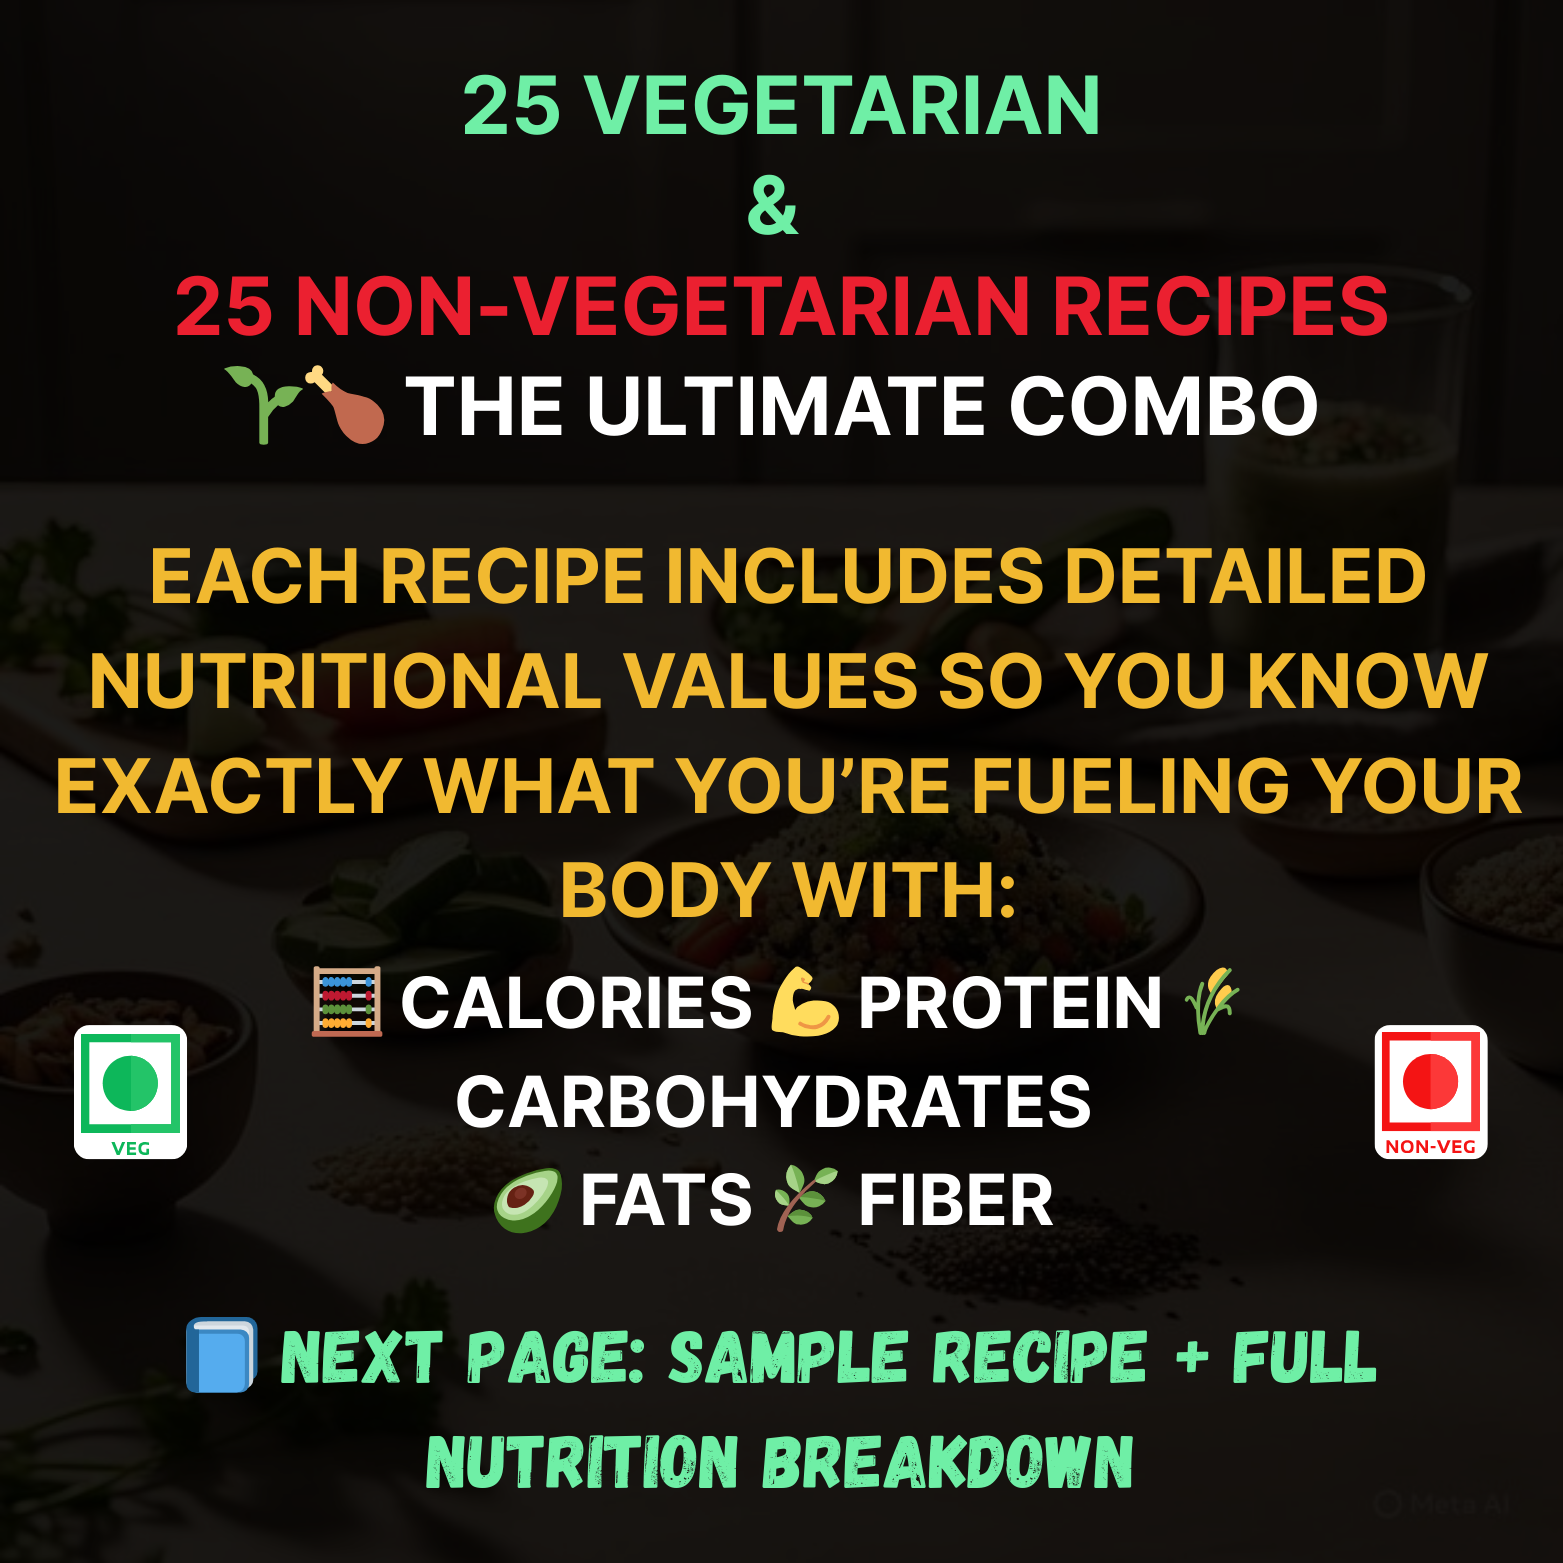 25 VEGETARIAN
&
25 NON-VEGETARIAN RECIPES
🌱🍗 THE ULTIMATE COMBO
EACH RECIPE INCLUDES DETAILED
NUTRITIONAL VALUES SO YOU KNOW
EXACTLY WHAT YOU’RE FUELING YOUR
BODY WITH:
🧮 CALORIES 💪 PROTEIN 🌾
CARBOHYDRATES
VEG
NON-VEG
🥑 FATS 🌿 FIBER
📘 NEXT PAGE: SAMPLE RECIPE + FULL
NUTRITION BREAKDOWN
Meta AI